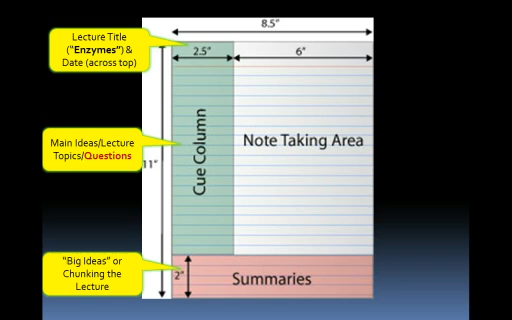 8.5"
Lecture Title
("Enzymes") &
Date (across top)
2.5"
6"
Main Ideas/Lecture
Topics/Questions
11"
Cue Column
Note Taking Area
"Big Ideas" or
Chunking the
Lecture
2"
Summaries